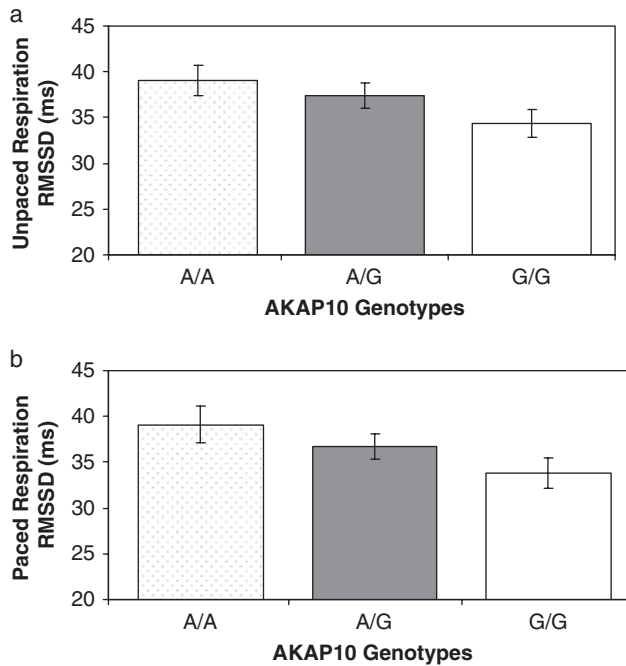 a
Unpaced Respiration
RMSSD (ms)
45
40
35
30
25
20
A/A
A/G
G/G
AKAP10 Genotypes
b
Paced Respiration
RMSSD (ms)
45
40
35
30
25
20
A/A
A/G
G/G
AKAP10 Genotypes